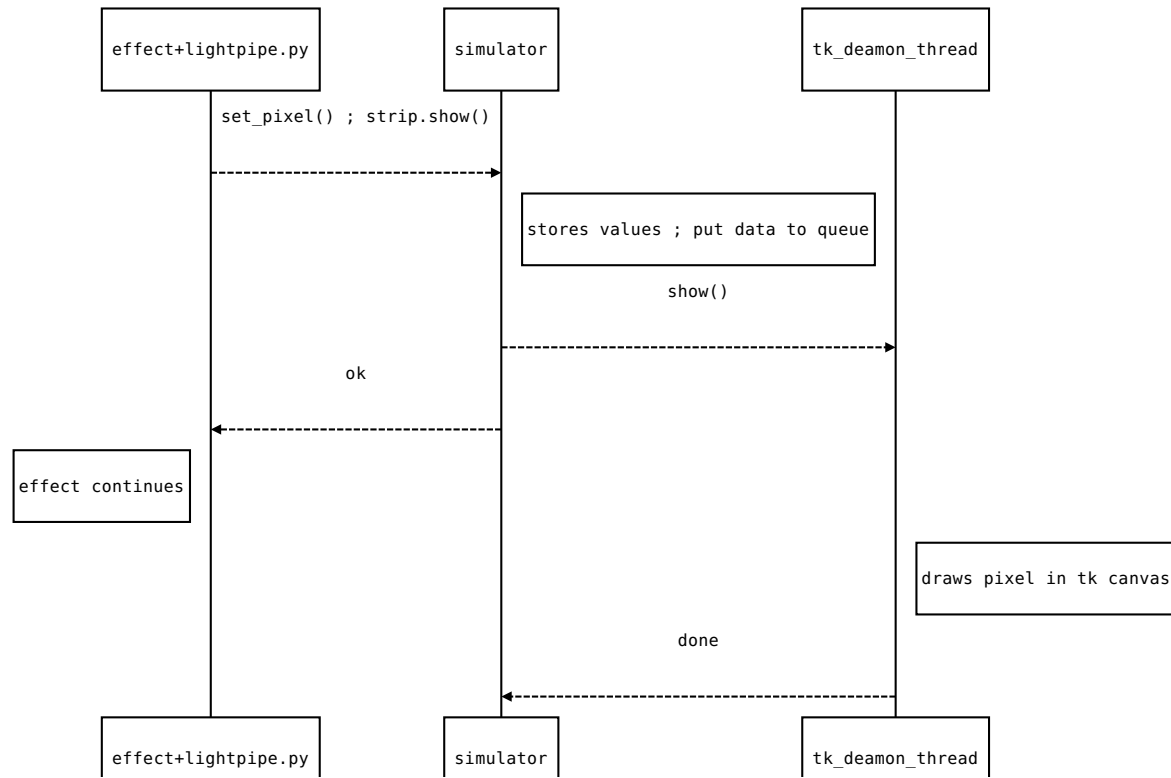 effect+lightpipe.py
simulator
tk_deamon_thread
set_pixel() ; strip.show()
stores values ; put data to queue
show()
ok
effect continues
draws pixel in tk canvas
done
effect+lightpipe.py
simulator
tk_deamon_thread